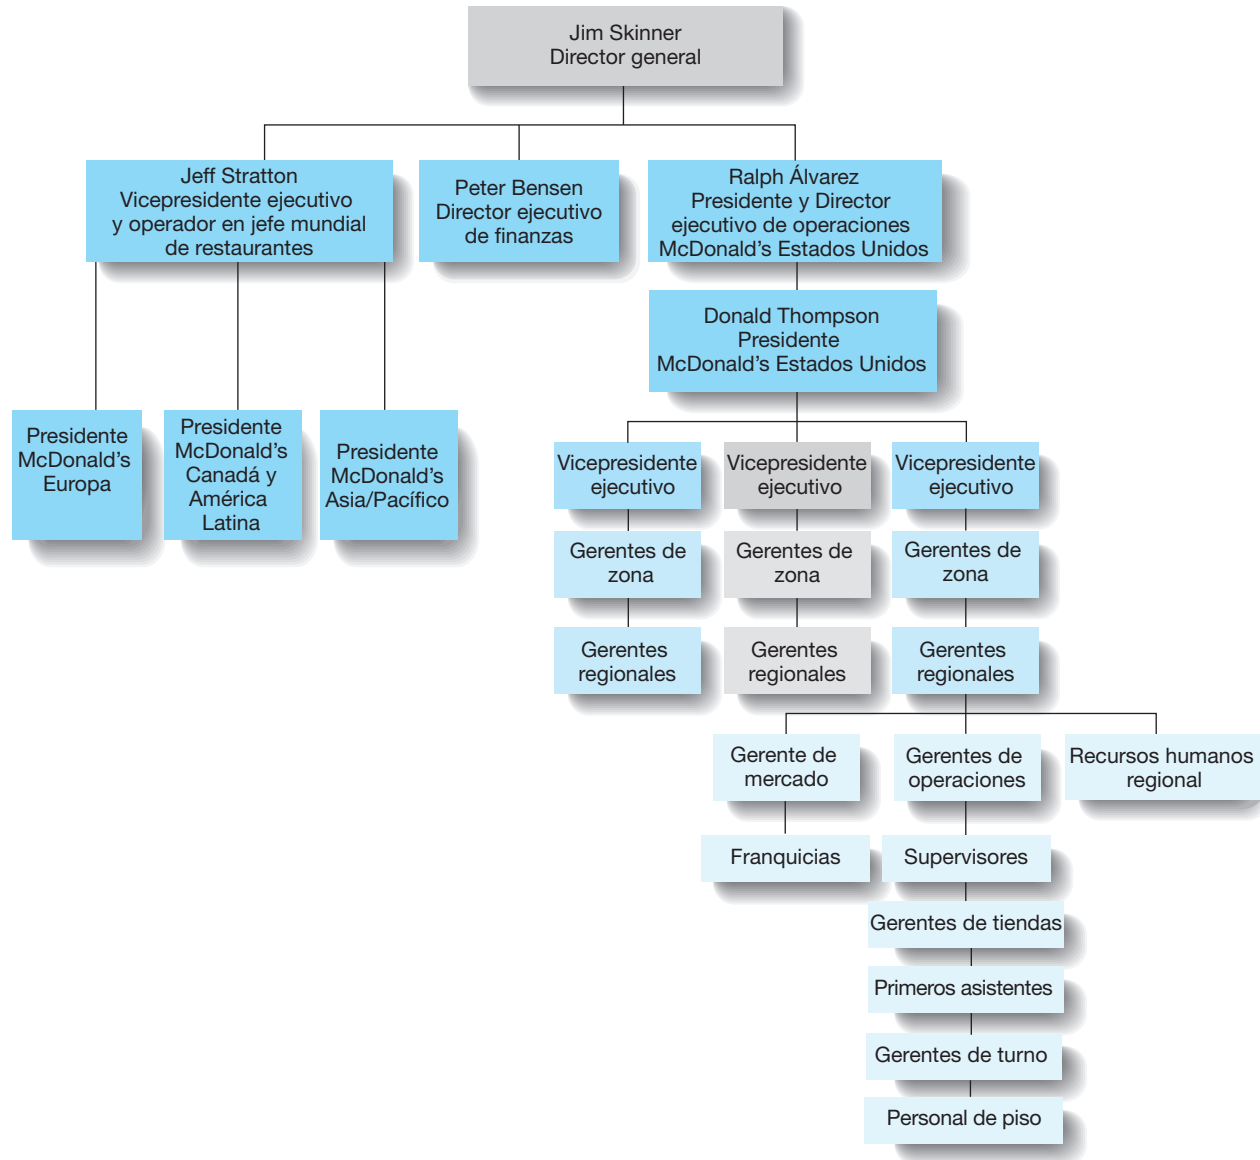 Jim Skinner
Director general
Jeff Stratton
Vicepresidente ejecutivo
y operador en jefe mundial
de restaurantes
Peter Bensen
Director ejecutivo
de finanzas
Ralph Álvarez
Presidente y Director
ejecutivo de operaciones
McDonald’s Estados Unidos
Donald Thompson
Presidente
McDonald’s Estados Unidos
Presidente
McDonald’s
Europa
Presidente
McDonald’s
Canadá y
América
Latina
Presidente
McDonald’s
Asia/Pacífico
Vicepresidente
ejecutivo
Vicepresidente
ejecutivo
Vicepresidente
ejecutivo
Gerentes de
zona
Gerentes de
zona
Gerentes de
zona
Gerentes
regionales
Gerentes
regionales
Gerentes
regionales
Gerente de
mercado
Gerentes de
operaciones
Recursos humanos
regional
Franquicias
Supervisores
Gerentes de tiendas
Primeros asistentes
Gerentes de turno
Personal de piso